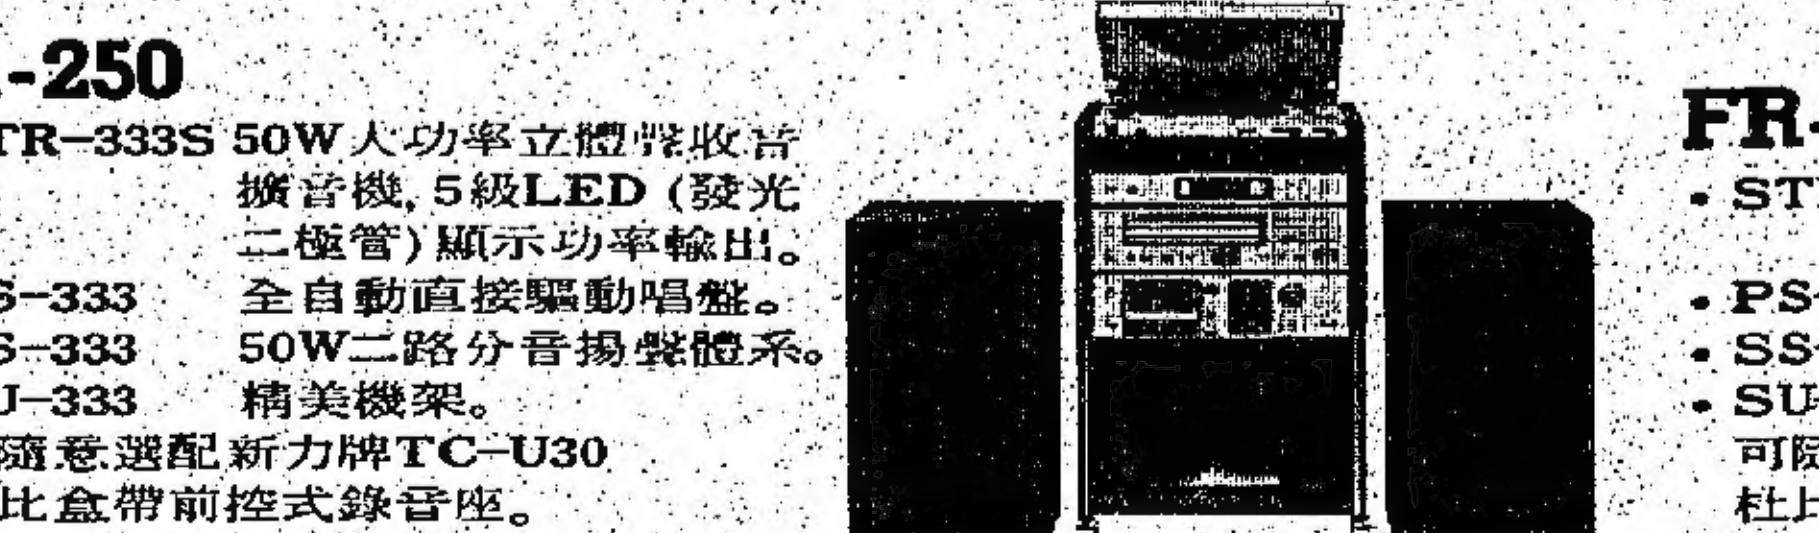 -250
TR-333S 50W大功率立體聲收音
擴音機, 5級LED (發光
二極管) 顯示功率輸出。
S-333 全自動直接驅動唱盤。
S-333 50W二路分音揚聲體系。
U-333 精美機架。
隨意選配新力牌TC-U30
比盒帶前控式錄音座。
FR
• ST
• PS
• SS-
• SU-
可隨
杜比